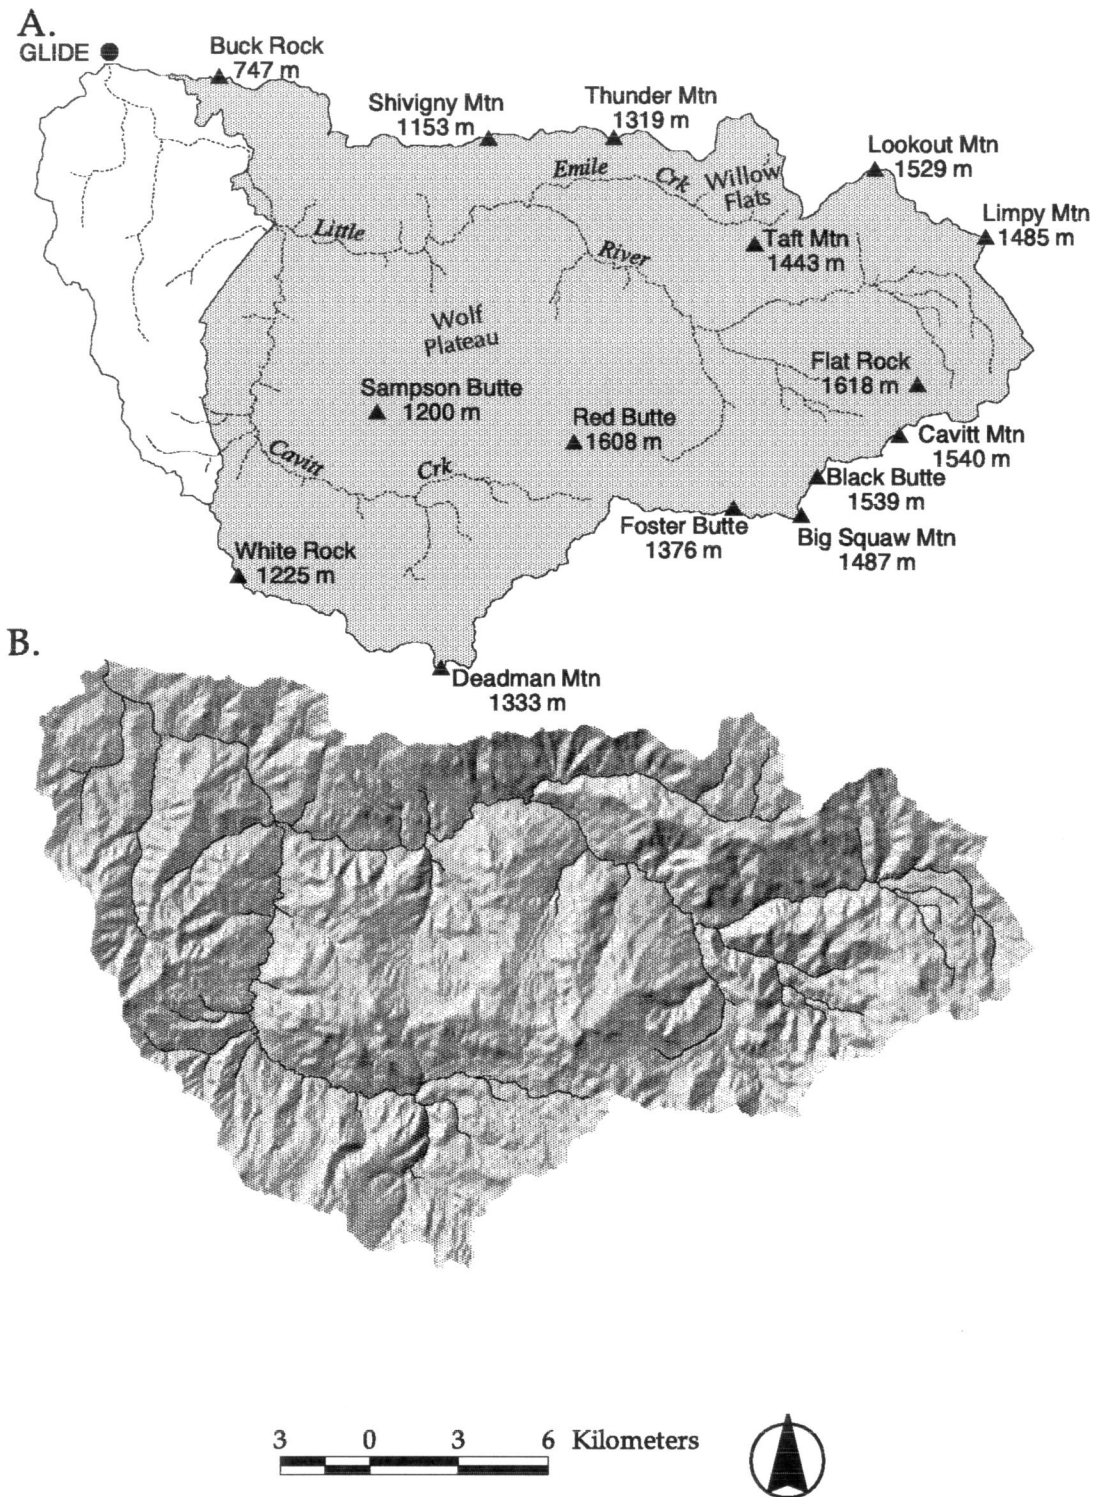 A.
GLIDE
Buck Rock
747 m
Shivigny Mtn
1153 m
Thunder Mtn
1319 m
Lookout Mtn
1529 m
Emile
Crk
Willow
Flats
Limpy Mtn
1485 m
Little
River
Taft Mtn
1443 m
Wolf
Plateau
Flat Rock
1618 m
Sampson Butte
1200 m
Red Butte
1608 m
Cavitt Mtn
1540 m
Cavitt
Crk
Black Butte
1539 m
Foster Butte
1376 m
Big Squaw Mtn
1487 m
White Rock
1225 m
Deadman Mtn
1333 m
B.
3 0 3 6 Kilometers